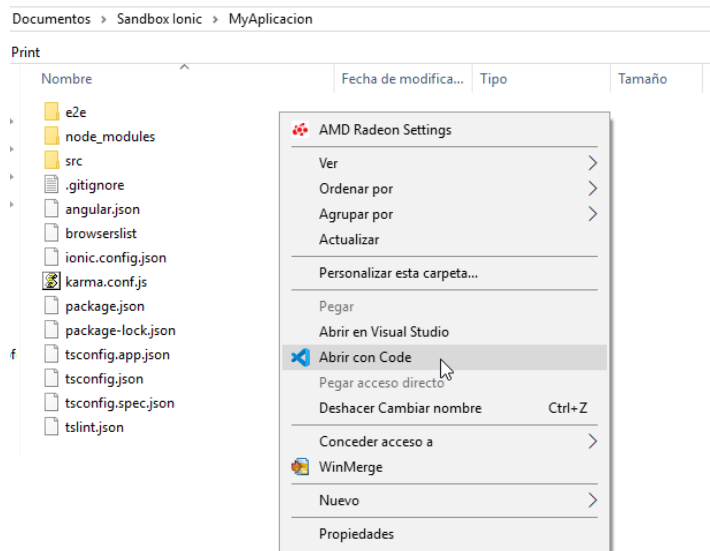 Documentos > Sandbox Ionic > MyAplicacion
Print
Nombre Fecha de modifica... Tipo Tamaño
e2e
node_modules
src
.gitignore
angular.json
browserslist
ionic.config.json
karma.conf.js
package.json
package-lock.json
tsconfig.app.json
tsconfig.json
tsconfig.spec.json
tslint.json
AMD Radeon Settings
Ver
Ordenar por
Agrupar por
Actualizar
Personalizar esta carpeta...
Pegar
Abrir en Visual Studio
Abrir con Code
Pegar acceso directo
Deshacer Cambiar nombre Ctrl+Z
Conceder acceso a
WinMerge
Nuevo
Propiedades